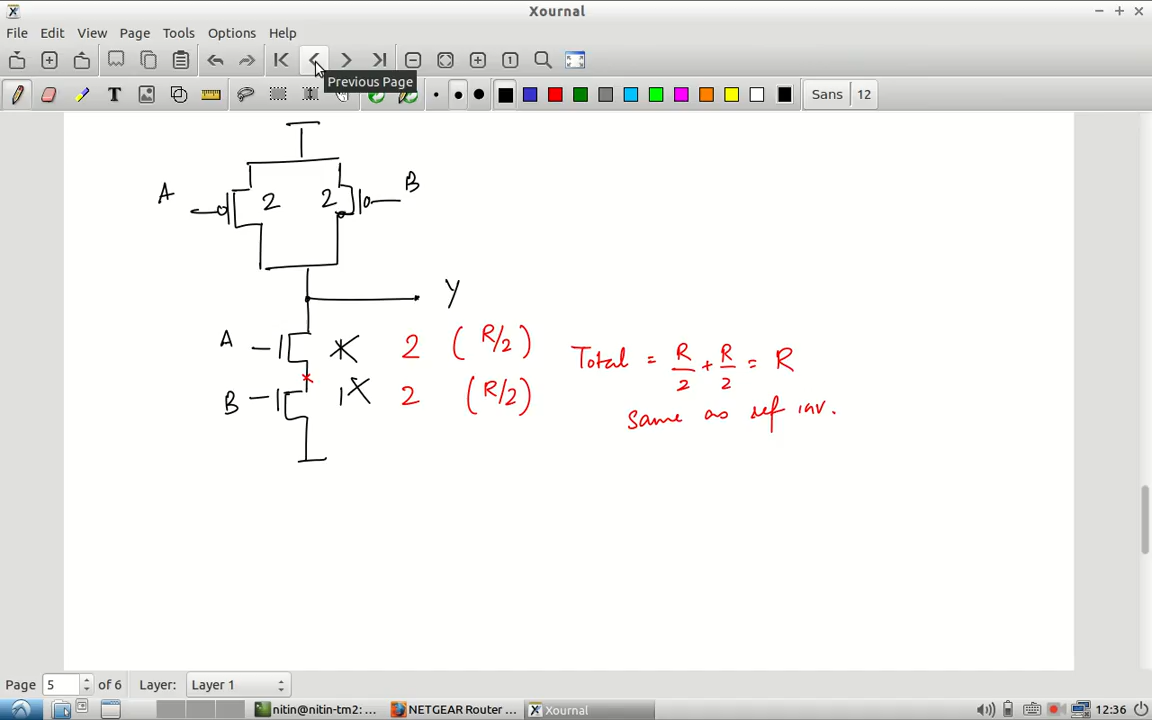 Xournal
File Edit View Page Tools Options Help
Previous Page
Sans 12
A 2 2 B
Y
A 2 (R/2)
B 1 2 (R/2)
Total = R/2 + R/2 = R
Same as ref inv.
Page 5 of 6 Layer: Layer 1
nitin@nitin-tm2: ... NETGEAR Router ... Xournal 12:36